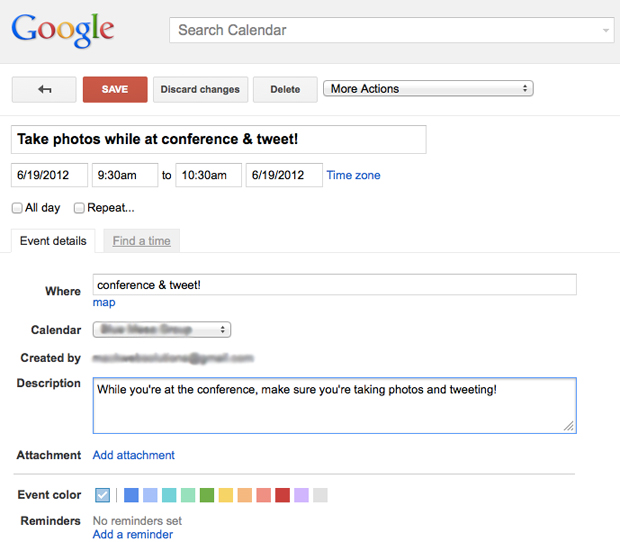 Google
Search Calendar
SAVE Discard changes Delete More Actions
Take photos while at conference & tweet!
6/19/2012 9:30am to 10:30am 6/19/2012 Time zone
All day Repeat...
Event details Find a time
Where conference & tweet!
map
Calendar
Created by
Description While you're at the conference, make sure you're taking photos and tweeting!
Attachment Add attachment
Event color
Reminders No reminders set
Add a reminder